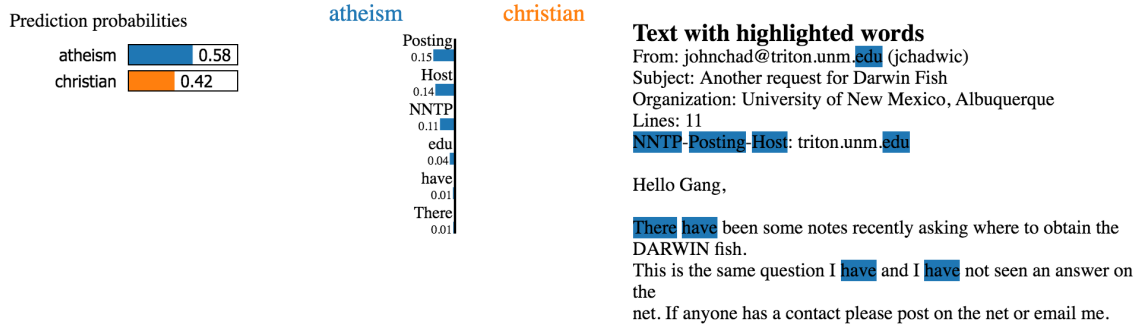 Prediction probabilities
atheism 0.58
christian 0.42
atheism christian
Posting
0.15
Host
0.14
NNTP
0.11
edu
0.04
have
0.01
There
0.01
Text with highlighted words
From: johnchad@triton.unm.edu (jchadwic)
Subject: Another request for Darwin Fish
Organization: University of New Mexico, Albuquerque
Lines: 11
NNTP-Posting-Host: triton.unm.edu
Hello Gang,
There have been some notes recently asking where to obtain the
DARWIN fish.
This is the same question I have and I have not seen an answer on
the
net. If anyone has a contact please post on the net or email me.